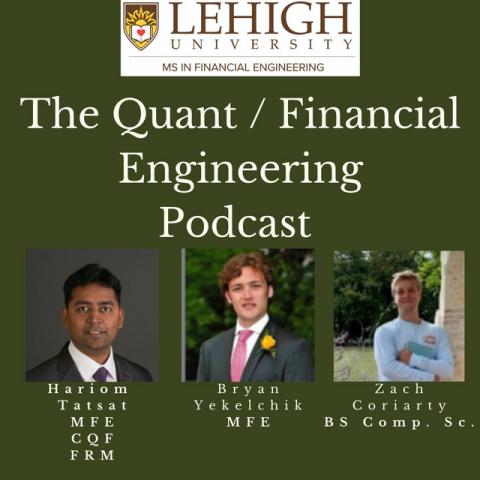 LEHIGH
UNIVERSITY
MS IN FINANCIAL ENGINEERING
The Quant / Financial
Engineering
Podcast
Hariom
Tatsat
MFE
CQF
FRM
Bryan
Yekelchik
MFE
Zach
Coriarty
BS Comp. Sc.